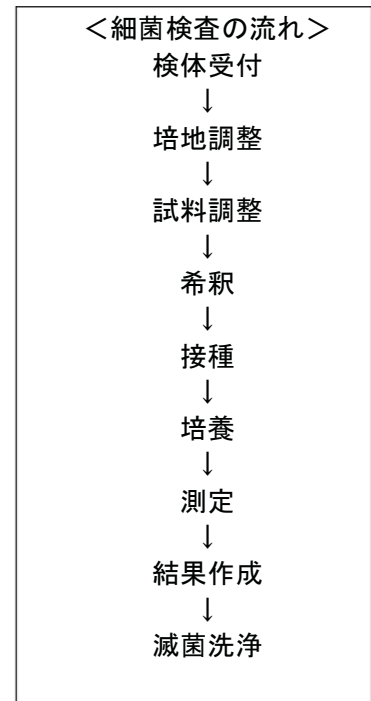 ＜細菌検査の流れ＞
検体受付
↓
培地調整
↓
試料調整
↓
希釈
↓
接種
↓
培養
↓
測定
↓
結果作成
↓
滅菌洗浄